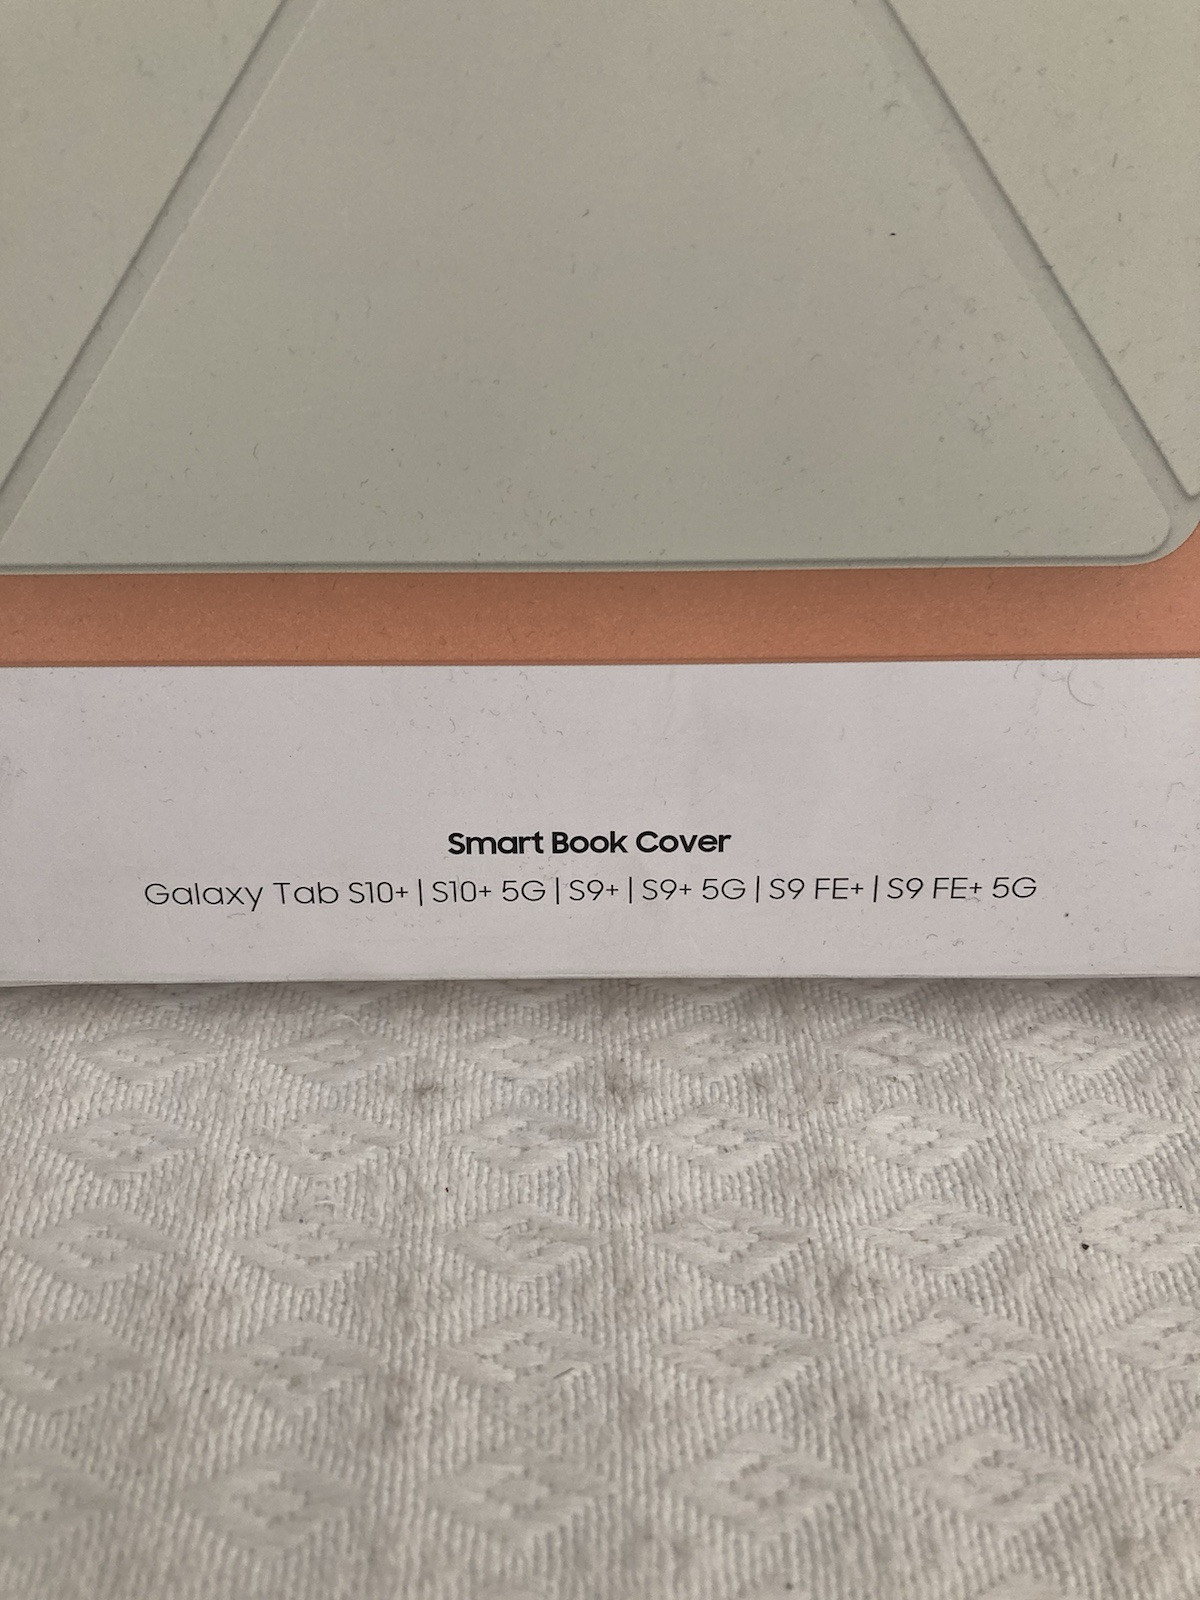 Smart Book Cover
Galaxy Tab S10+ | S10+ 5G | S9+ | S9+ 5G | S9 FE+ | S9 FE+ 5G